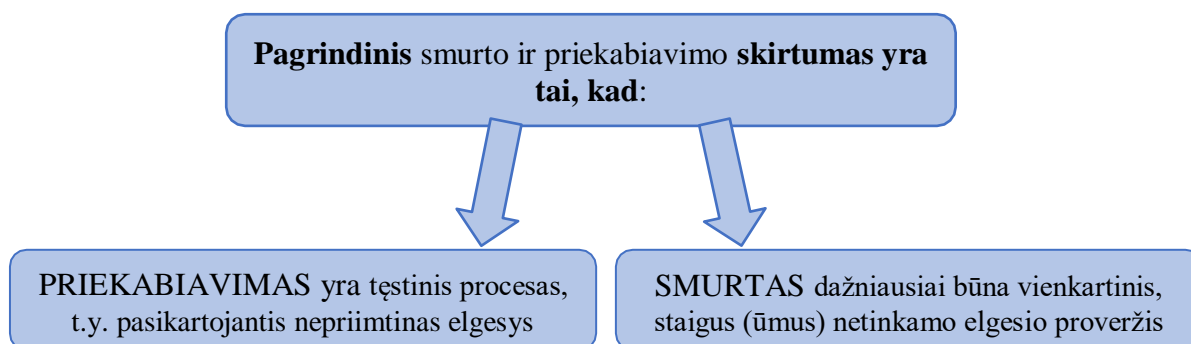 Pagrindinis smurto ir priekabiavimo skirtumas yra
tai, kad:
PRIEKABIAVIMAS yra tęstinis procesas,
t.y. pasikartojantis nepriimtinas elgesys
SMURTAS dažniausiai būna vienkartinis,
staigus (ūmus) netinkamo elgesio proveržis